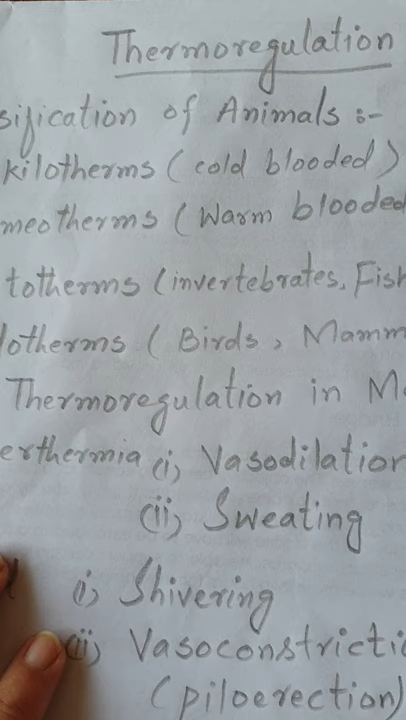 Thermoregulation
sification of Animals :-
kilotherms ( cold blooded )
meotherms ( Warm blooded
totherms ( invertebrates, Fish
otherms ( Birds, Mamm
Thermoregulation in M
erthermia (i) Vasodilation
(ii) Sweating
i) Shivering
(ii) Vasoconstricti
(piloerection)